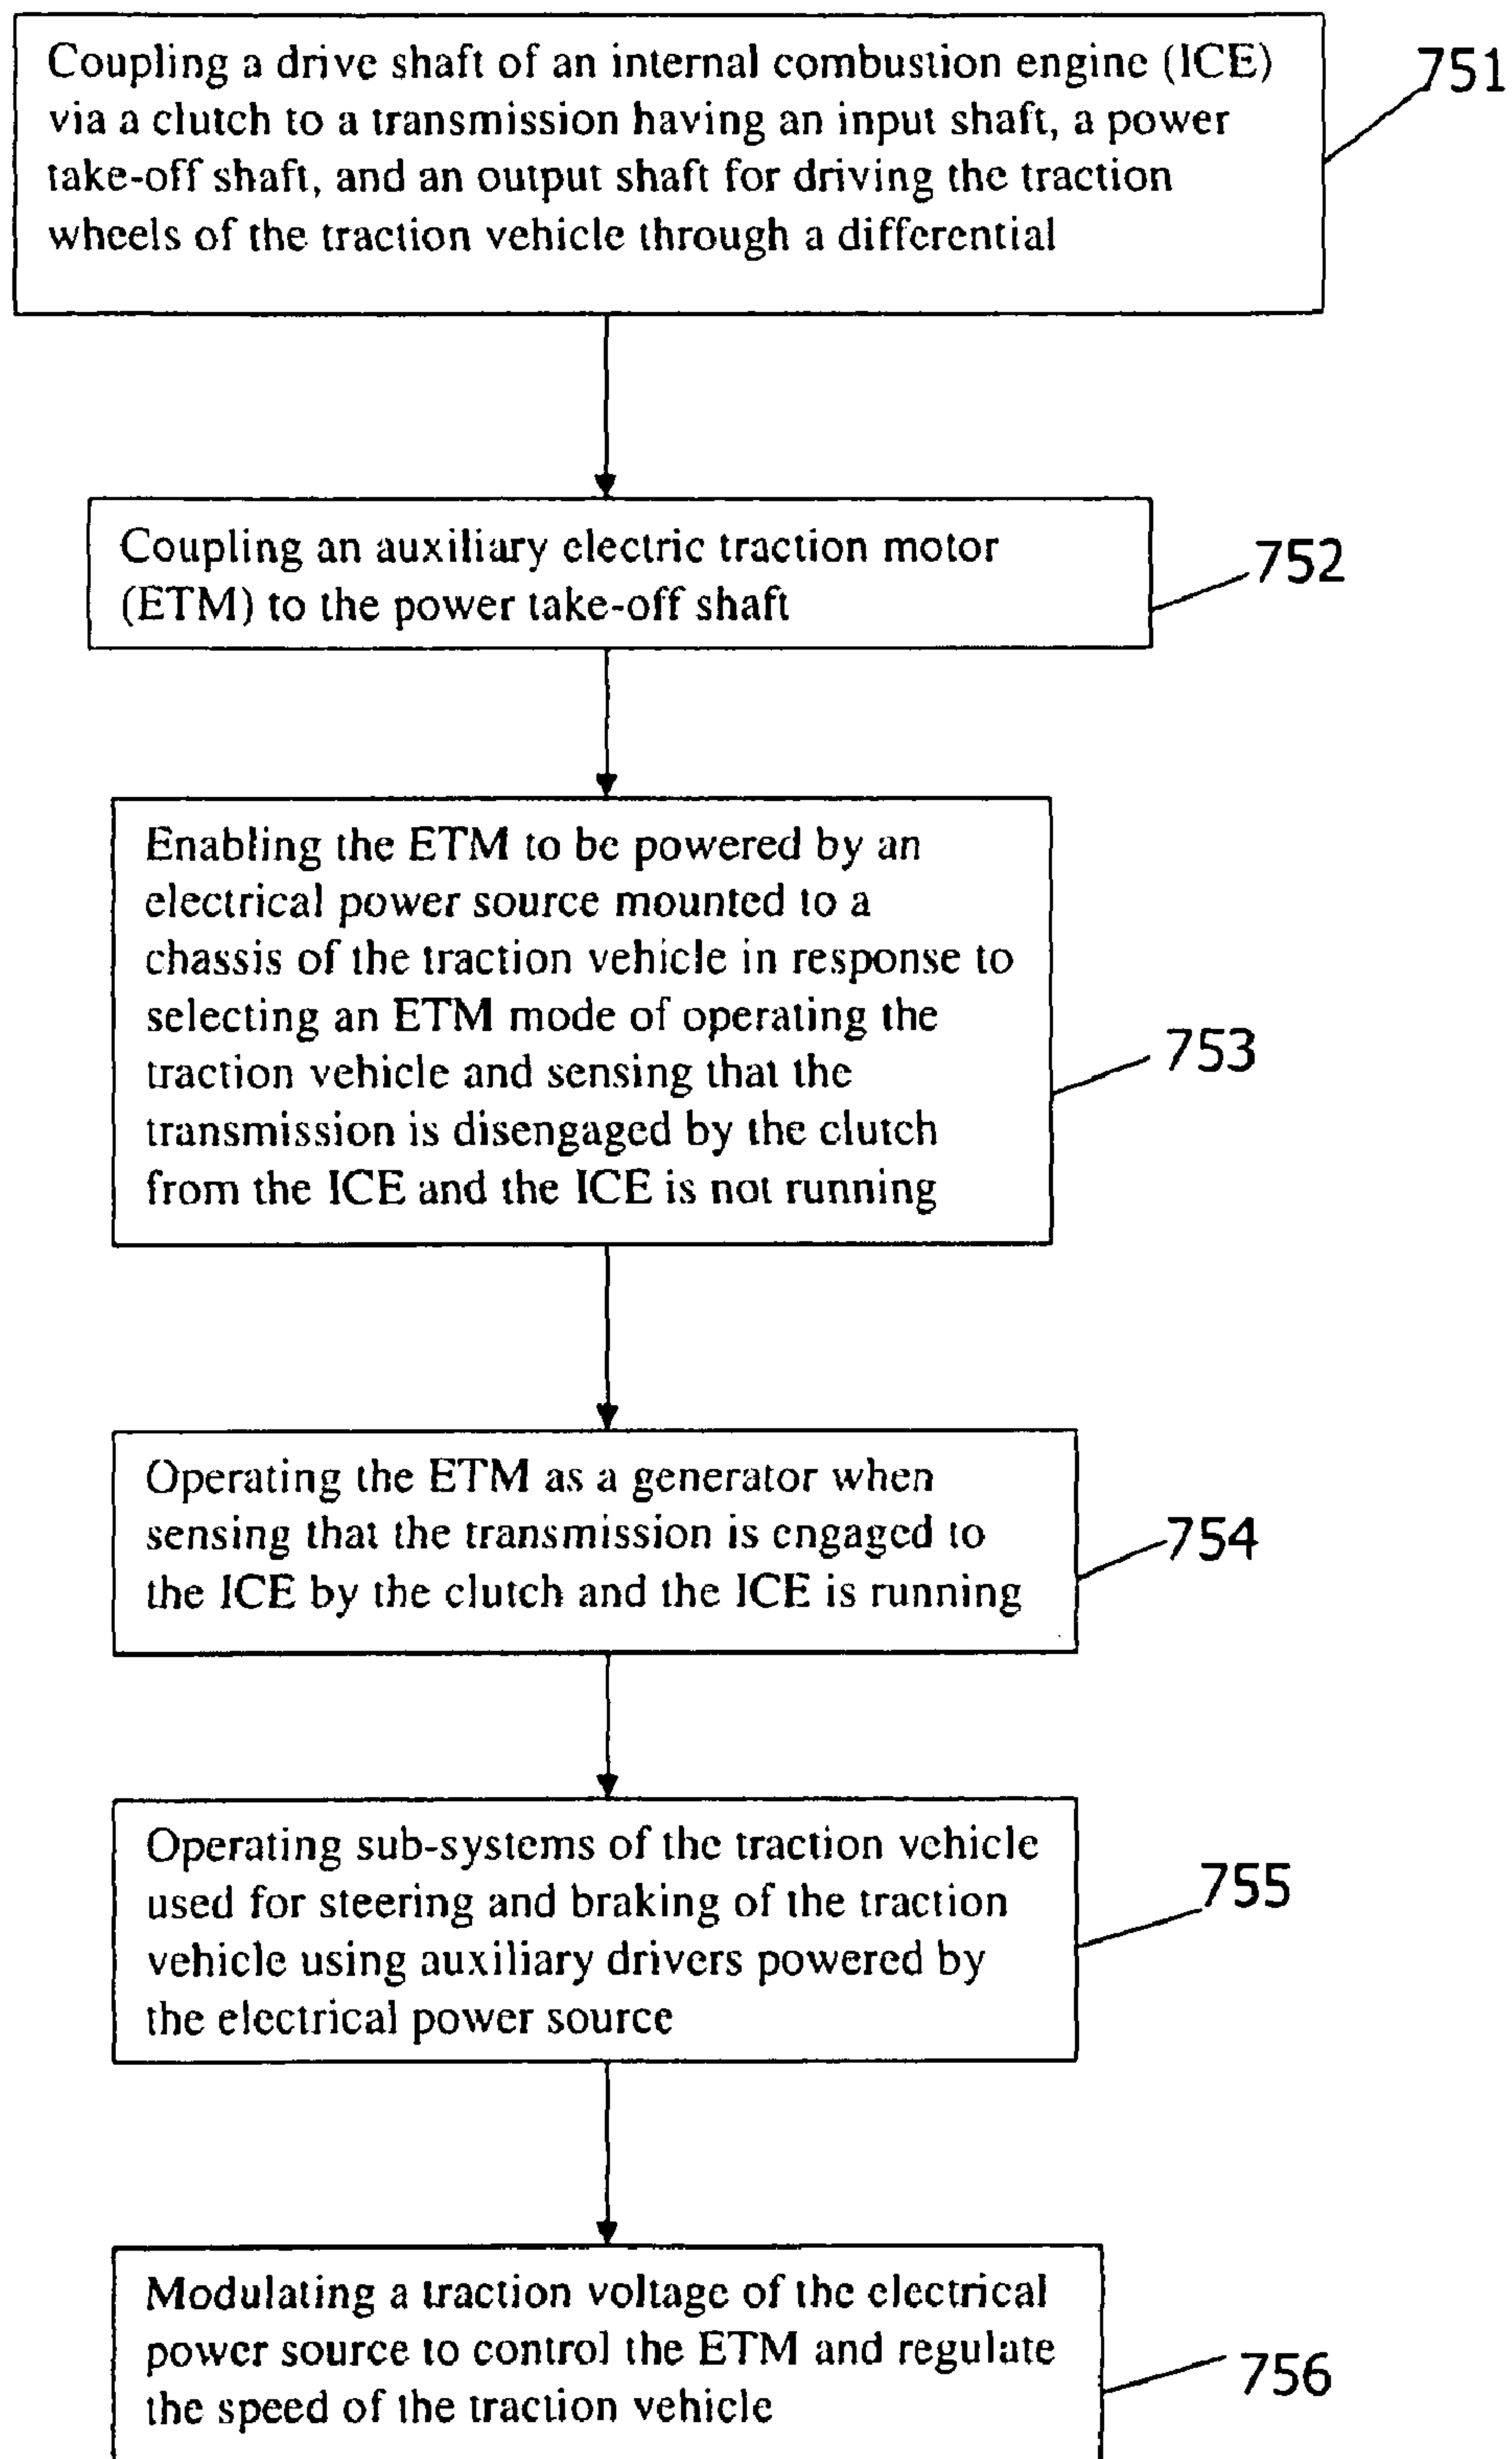 Coupling a drive shaft of an internal combustion engine (ICE)
via a clutch to a transmission having an input shaft, a power
take-off shaft, and an output shaft for driving the traction
wheels of the traction vehicle through a differential
751
Coupling an auxiliary electric traction motor
(ETM) to the power take-off shaft
752
Enabling the ETM to be powered by an
electrical power source mounted to a
chassis of the traction vehicle in response to
selecting an ETM mode of operating the
traction vehicle and sensing that the
transmission is disengaged by the clutch
from the ICE and the ICE is not running
753
Operating the ETM as a generator when
sensing that the transmission is engaged to
the ICE by the clutch and the ICE is running
754
Operating sub-systems of the traction vehicle
used for steering and braking of the traction
vehicle using auxiliary drivers powered by
the electrical power source
755
Modulating a traction voltage of the electrical
power source to control the ETM and regulate
the speed of the traction vehicle
756